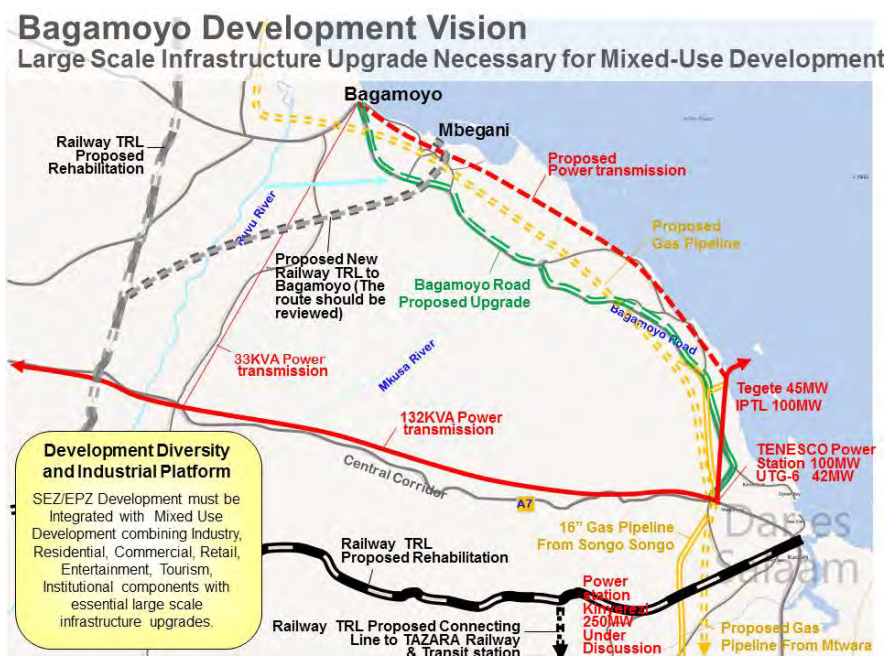 Bagamoyo Development Vision
Large Scale Infrastructure Upgrade Necessary for Mixed-Use Development
Bagamoyo
Mbegani
Railway TRL
Proposed
Rehabilitation
Proposed
Power transmission
Ruvu River
Proposed
Gas Pipeline
Proposed New
Railway TRL to
Bagamoyo (The
route should be
reviewed)
Bagamoyo Road
Proposed Upgrade
Bagamoyo Road
33KVA Power
transmission
Mkusa River
Tegete 45MW
IPTL 100MW
132KVA Power
transmission
TENESCO Power
Station 100MW
UTG-6 42MW
Central Corridor
A7
Development Diversity
and Industrial Platform
SEZ/EPZ Development must be
Integrated with Mixed Use
Development combining Industry,
Residential, Commercial, Retail,
Entertainment, Tourism,
Institutional components with
essential large scale
infrastructure upgrades.
16" Gas Pipeline
From Songo Songo
Dar es
Salaam
Railway TRL
Proposed Rehabilitation
Power
station
Kinyerezi
250MW
Under
Discussion
Railway TRL Proposed Connecting
Line to TAZARA Railway
& Transit station
Proposed Gas
Pipeline From Mtwara